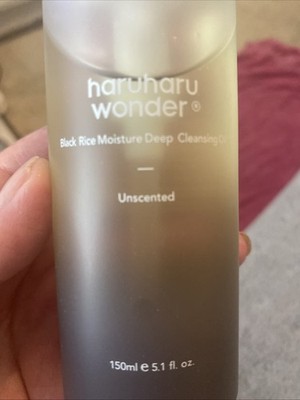 haruharu
wonder®
Black Rice Moisture Deep Cleansing
Unscented
150ml e 5.1 fl. oz.